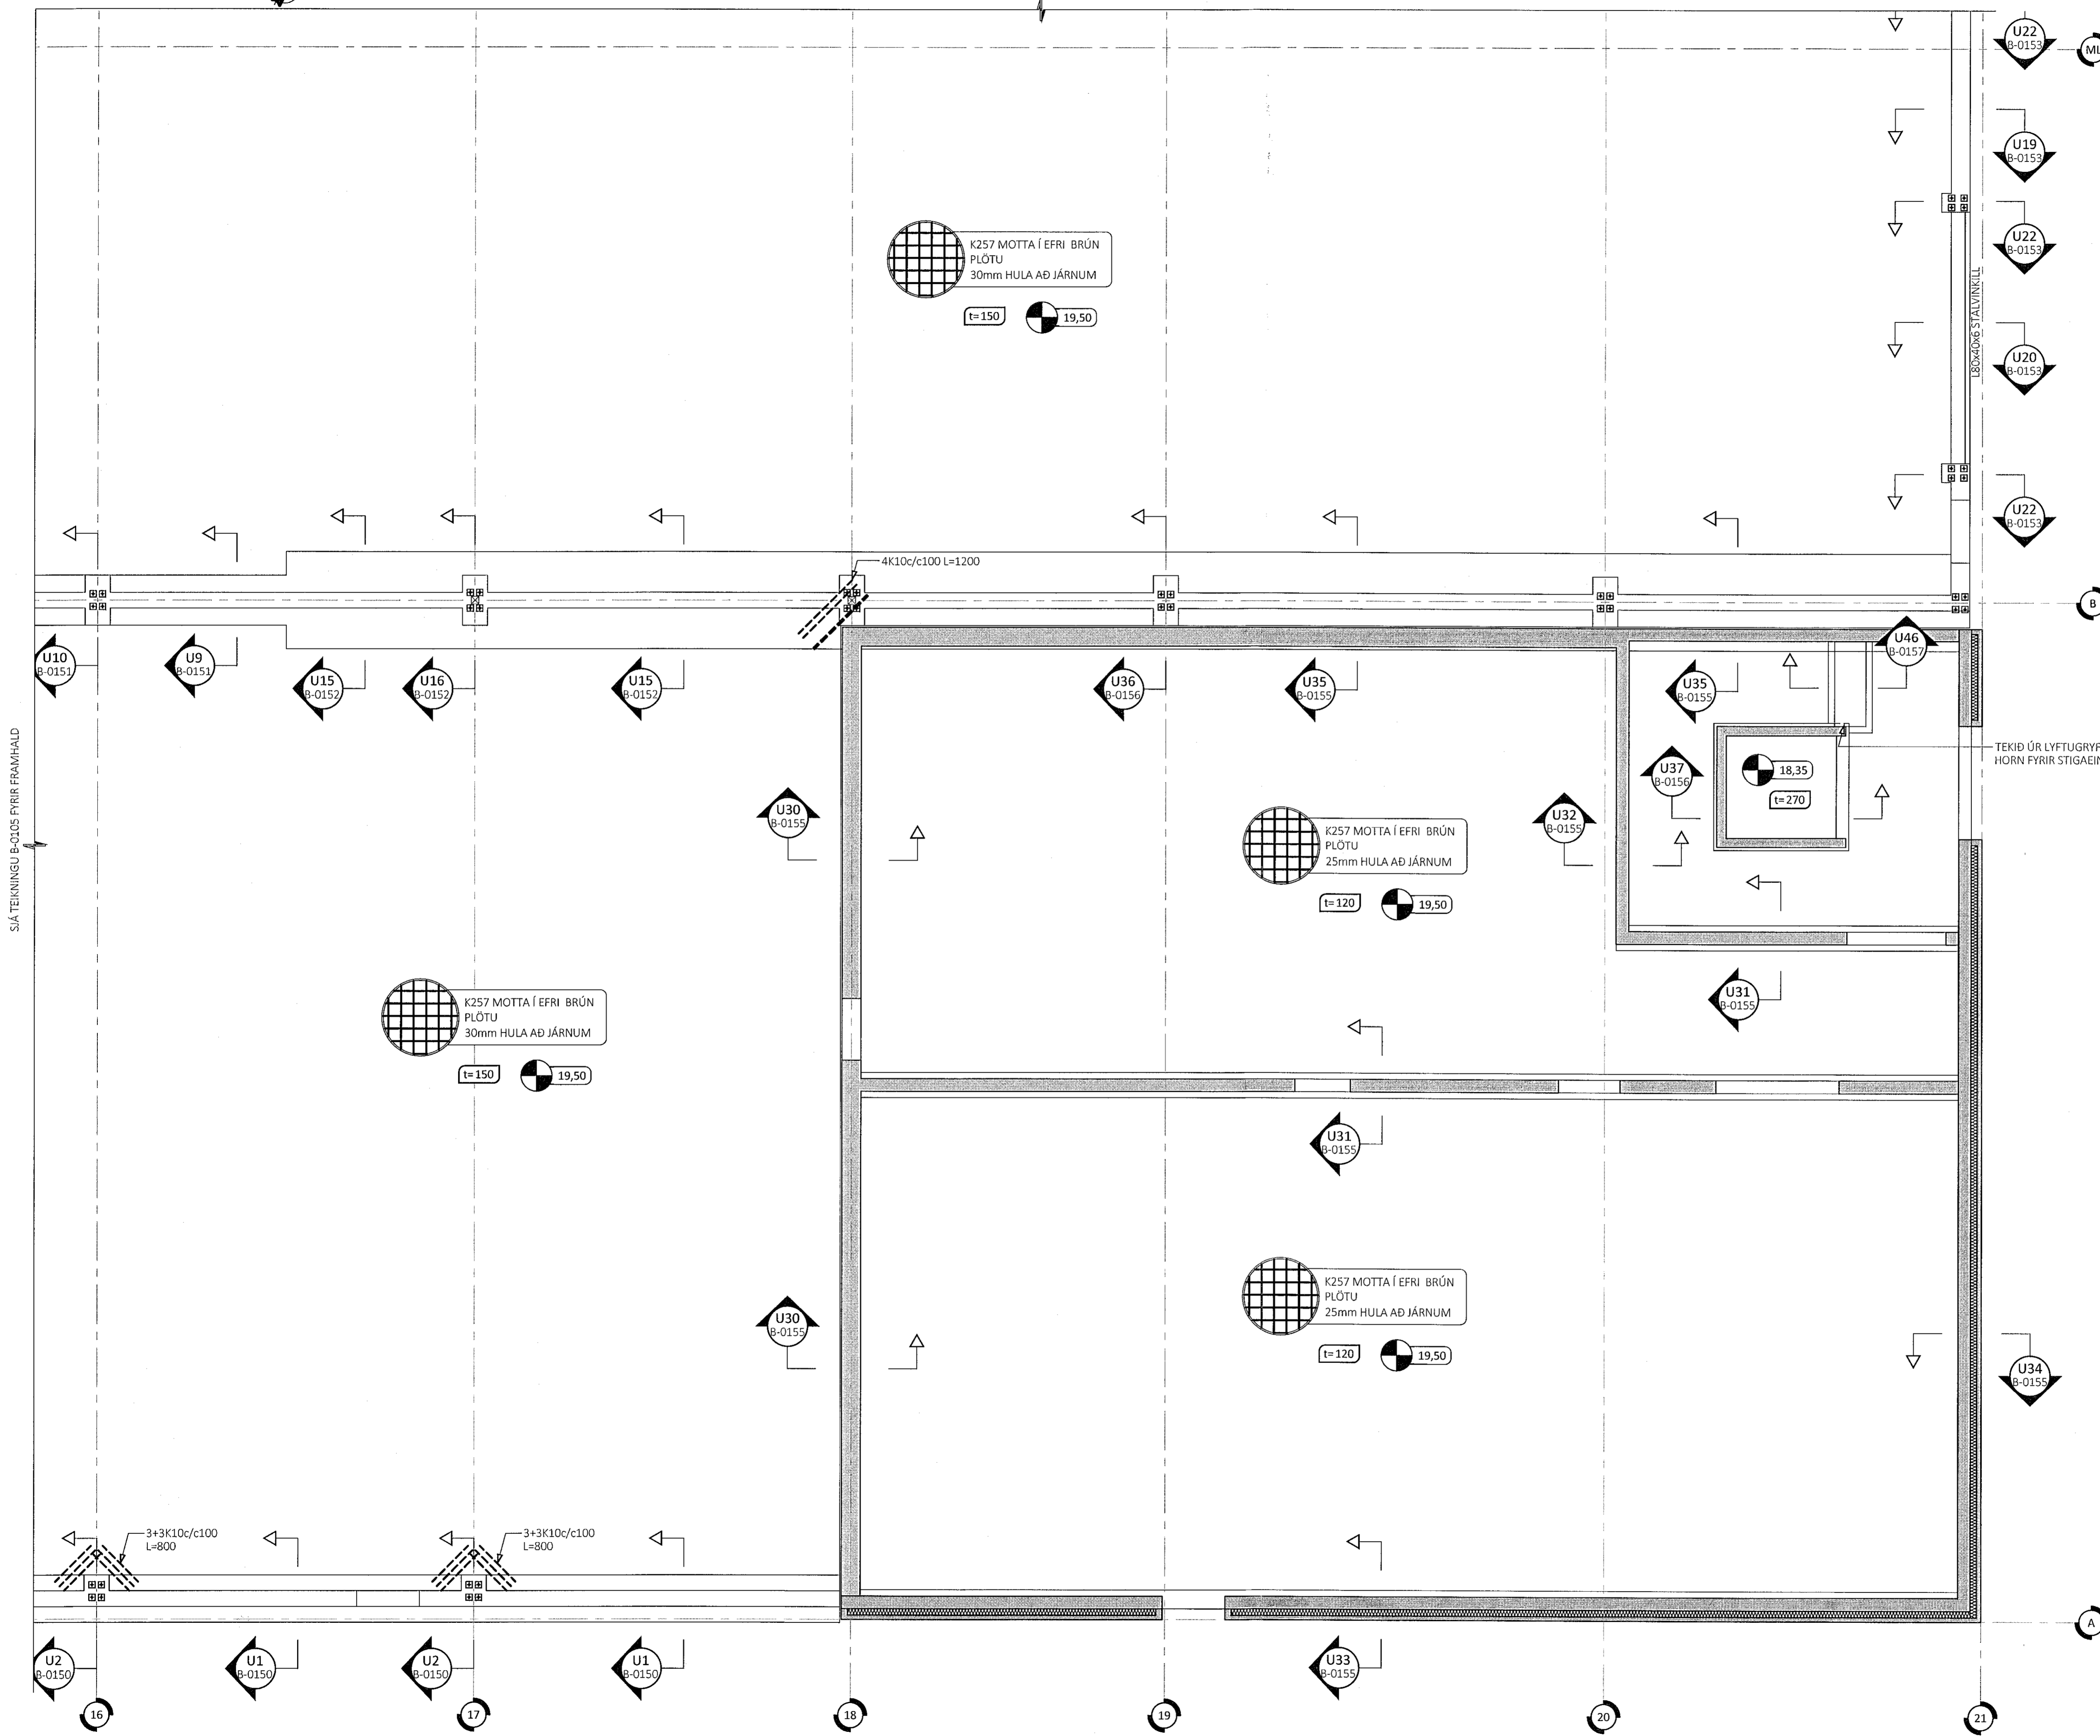 U22
B-0153
U19
B-0153
K257 MOTTA Í EFRI BRÚN
PLÖTU
30mm HULA AÐ JÁRNUM
t=150
19,50
U22
B-0153
L80x40x6 STÁLVINKILL
U20
B-0153
U22
B-0153
4K10c/c100 L=1200
B
U10
B-0151
U9
B-0151
U15
B-0152
U16
B-0152
U15
B-0152
U36
B-0156
U35
B-0155
U35
B-0155
U46
B-0157
SJÁ TEIKNINGU B-0105 FYRIR FRAMHALD
U37
B-0156
18,35
t=270
TEKIÐ ÚR
HORN FYRIR
U30
B-0155
K257 MOTTA Í EFRI BRÚN
PLÖTU
25mm HULA AÐ JÁRNUM
t=120
19,50
U32
B-0155
K257 MOTTA Í EFRI BRÚN
PLÖTU
30mm HULA AÐ JÁRNUM
t=150
19,50
U31
B-0155
U31
B-0155
U30
B-0155
K257 MOTTA Í EFRI BRÚN
PLÖTU
25mm HULA AÐ JÁRNUM
t=120
19,50
U34
B-0155
3+3K10c/c100
L=800
3+3K10c/c100
L=800
A
U2
B-0150
U1
B-0150
U2
B-0150
U1
B-0150
U33
B-0155
16
17
18
19
20
21